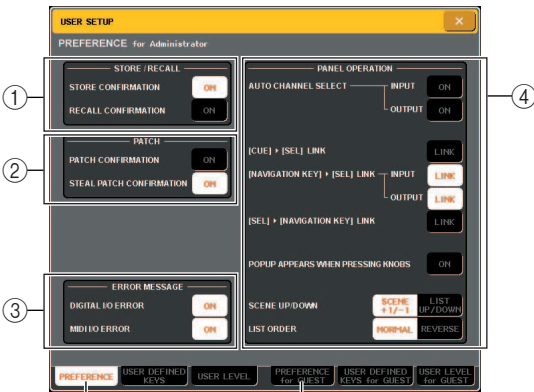 USER SETUP
×
PREFERENCE for Administrator
STORE/RECALL
STORE CONFIRMATION ON
RECALL CONFIRMATION ON
PATCH
PATCH CONFIRMATION ON
STEAL PATCH CONFIRMATION ON
ERROR MESSAGE
DIGITAL I/O ERROR ON
MIDI I/O ERROR ON
PANEL OPERATION
AUTO CHANNEL SELECT INPUT ON
OUTPUT ON
[CUE] ▸ [SEL] LINK LINK
[NAVIGATION KEY] ▸ [SEL] LINK INPUT LINK
OUTPUT LINK
[SEL] ▸ [NAVIGATION KEY] LINK LINK
POPUP APPEARS WHEN PRESSING KNOBS ON
SCENE UP/DOWN SCENE +1/-1 LIST UP/DOWN
LIST ORDER NORMAL REVERSE
PREFERENCE
USER DEFINED KEYS
USER LEVEL
PREFERENCE for GUEST
USER DEFINED KEYS for GUEST
USER LEVEL for GUEST
1
2
3
4